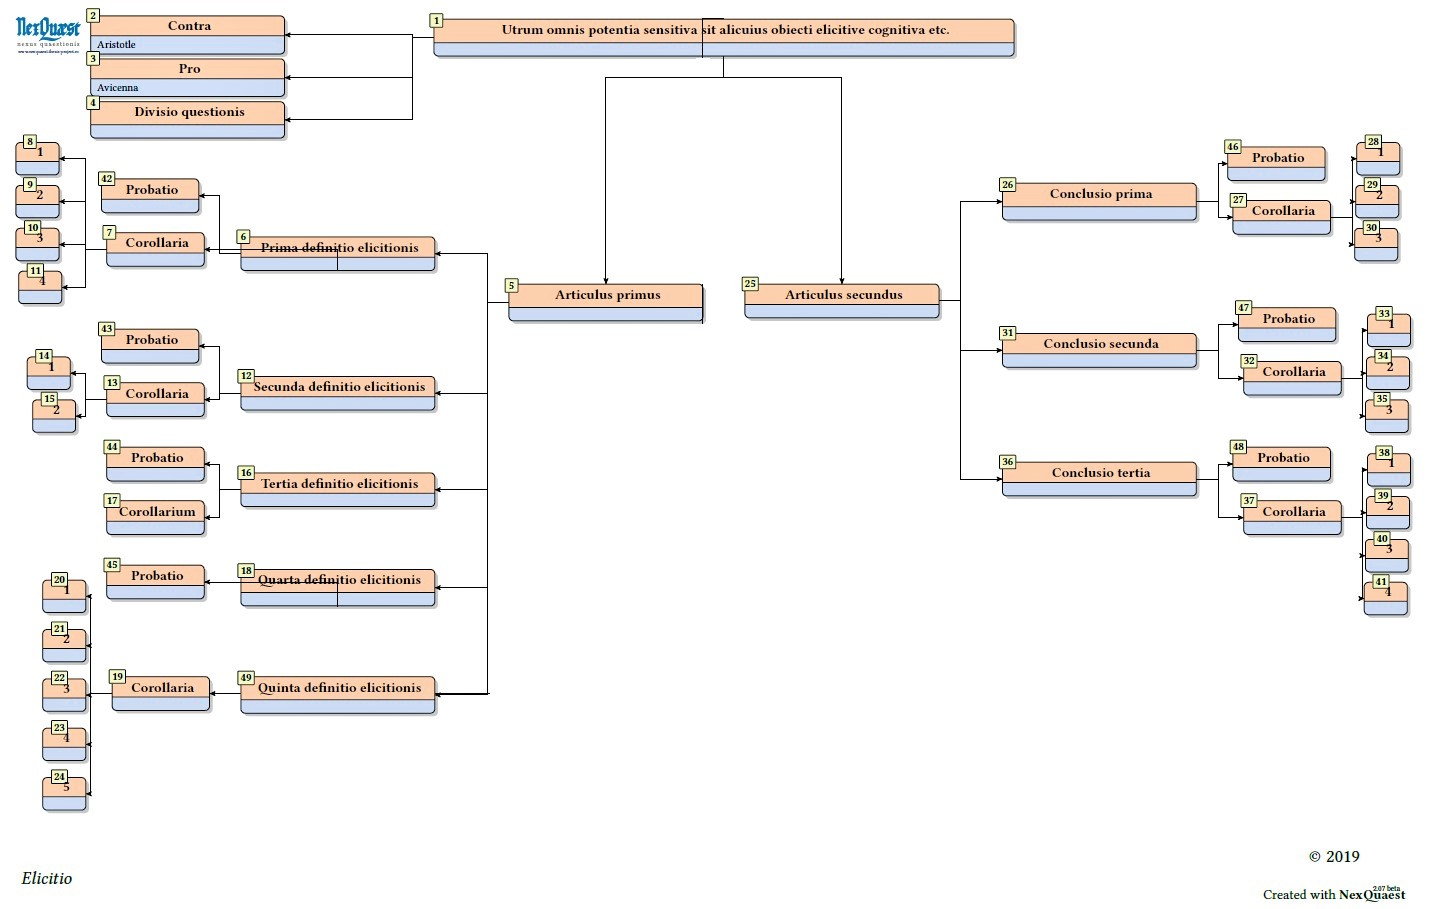 NexQuæst
nexus quaestionis
2
Contra
Aristotle
3
Pro
Avicenna
4
Divisio questionis
1
Utrum omnis potentia sensitiva sit alicuius obiecti elicitive cognitiva etc.
8
1
9
2
10
3
11
4
42
Probatio
7
Corollaria
6
Prima definitio elicitionis
43
Probatio
14
1
15
2
13
Corollaria
12
Secunda definitio elicitionis
44
Probatio
17
Corollarium
16
Tertia definitio elicitionis
45
Probatio
18
Quarta definitio elicitionis
20
1
21
2
22
3
23
4
24
5
19
Corollaria
49
Quinta definitio elicitionis
5
Articulus primus
25
Articulus secundus
26
Conclusio prima
46
Probatio
27
Corollaria
28
1
29
2
30
3
31
Conclusio secunda
47
Probatio
32
Corollaria
33
1
34
2
35
3
36
Conclusio tertia
48
Probatio
37
Corollaria
38
1
39
2
40
3
41
4
Elicitio
© 2019
Created with NexQuaest
2.07 beta